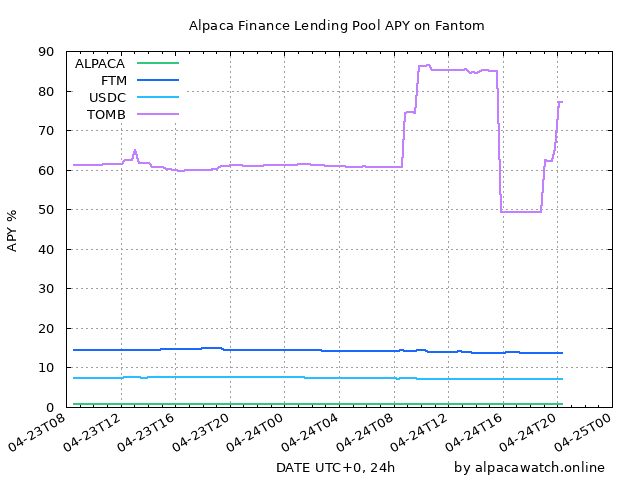 Alpaca Finance Lending Pool APY on Fantom
APY %
90
80
70
60
50
40
30
20
10
0
ALPACA
FTM
USDC
TOMB
04-23T08
04-23T12
04-23T16
04-23T20
04-24T00
04-24T04
04-24T08
04-24T12
04-24T16
04-24T20
04-25T00
DATE UTC+0, 24h
by alpacawatch.online